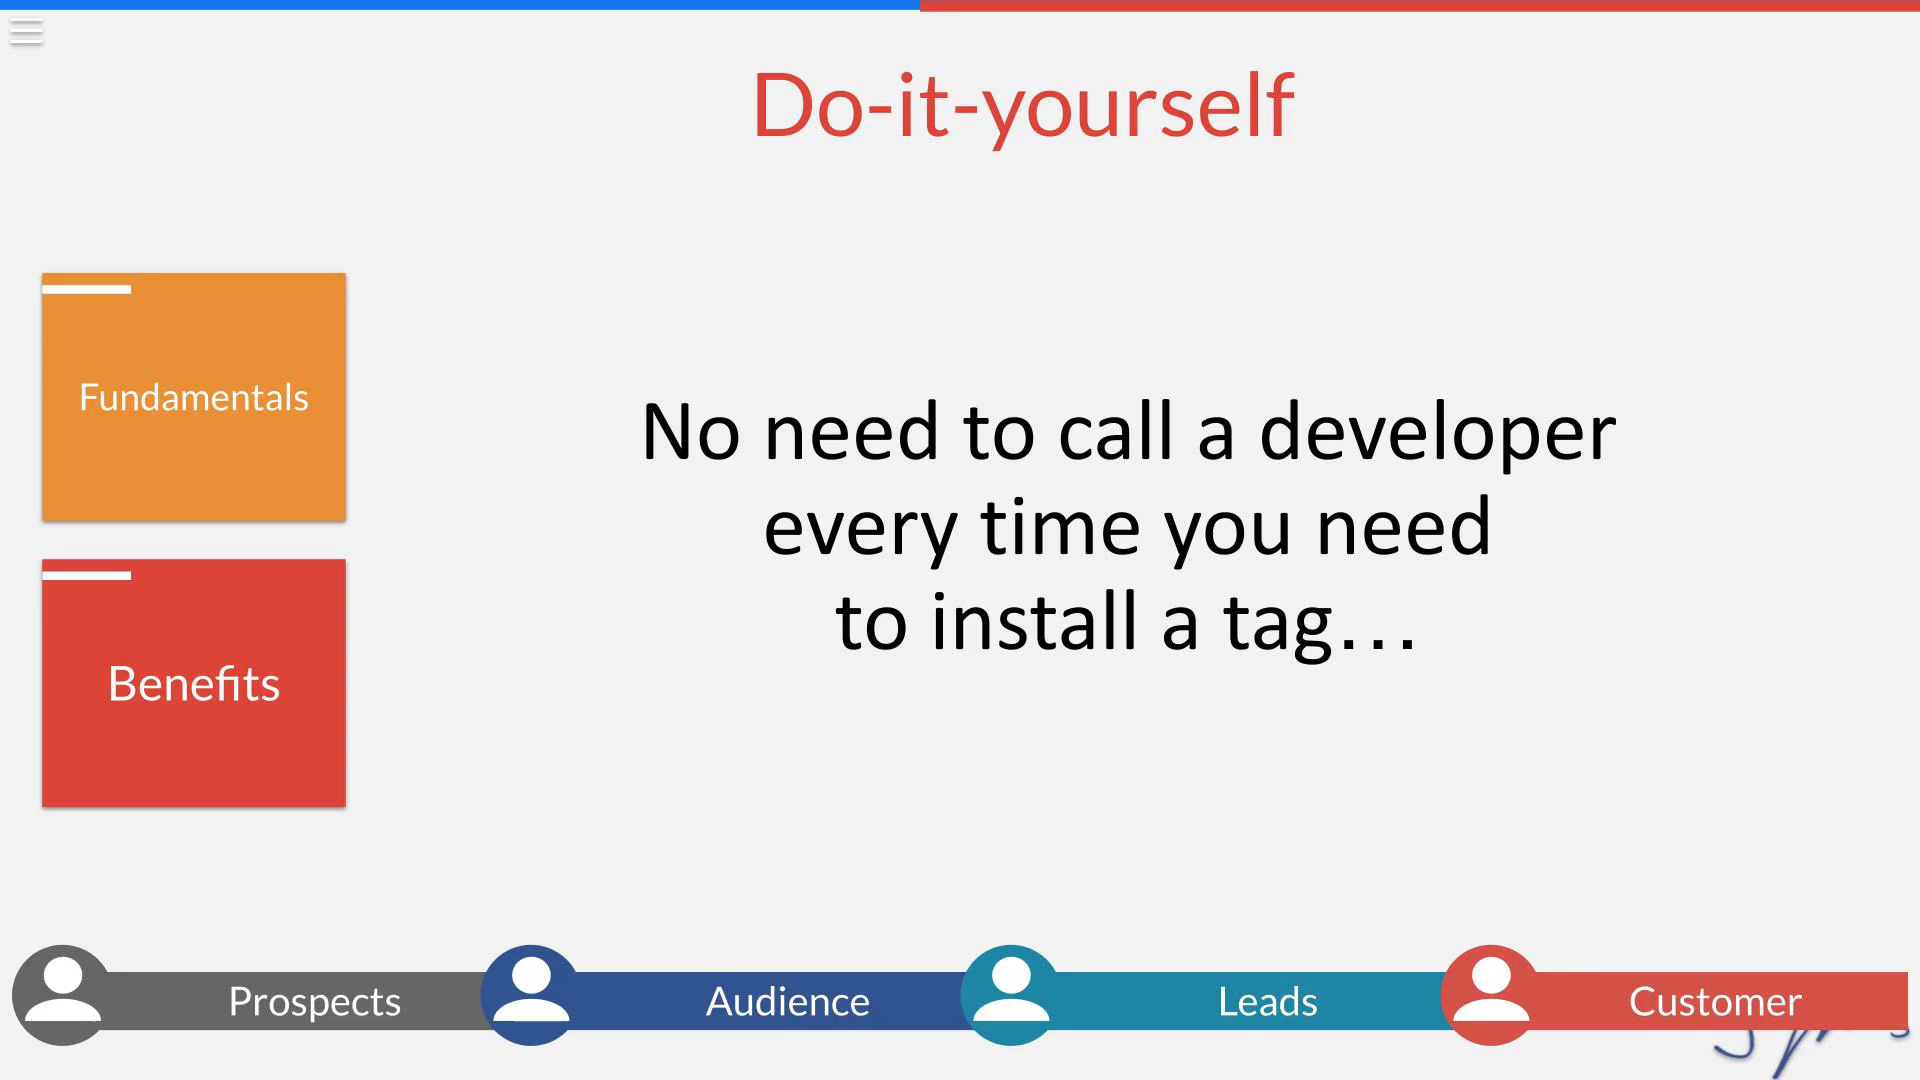 Do-it-yourself
Fundamentals
No need to call a developer
every time you need
to install a tag...
Benefits
Prospects
Audience
Leads
Customer